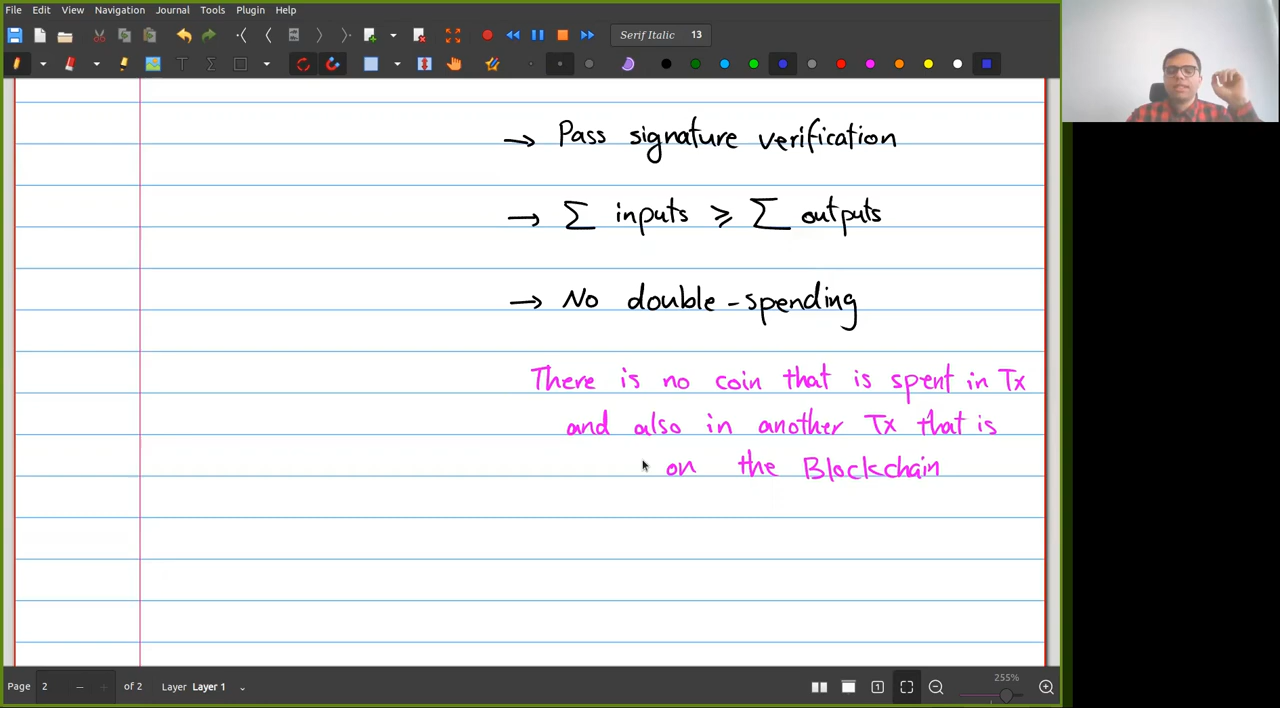 File Edit View Navigation Journal Tools Plugin Help
Serif Italic 13
→ Pass signature verification
→ ∑ inputs ⩾ ∑ outputs
→ No double-spending
There is no coin that is spent in Tx
and also in another Tx that is
on the Blockchain
Page 2 of 2 Layer Layer 1 255%